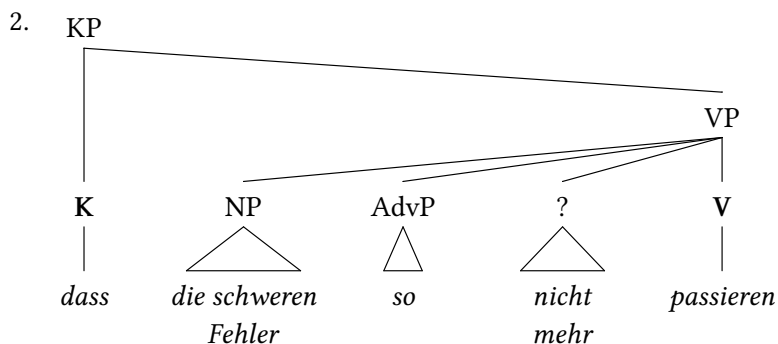 2. KP
VP
K NP AdvP ? V
dass die schweren so nicht passieren
Fehler mehr